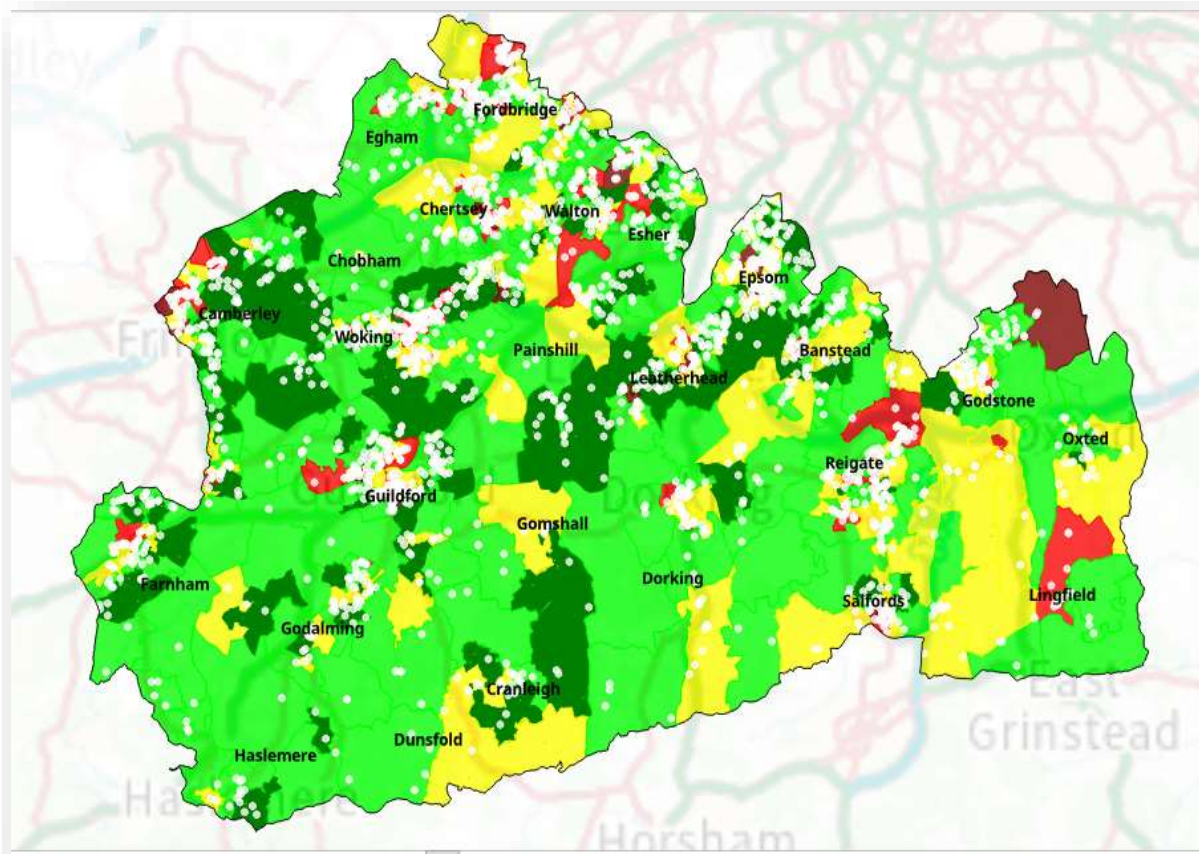 Fordbridge
Egham
Chertsey
Walton
Esher
Chobham
Epsom
Camberley
Woking
Painshill
Banstead
Leatherhead
Godstone
Oxted
Reigate
Guildford
Gomshall
Dorking
Farnham
Dorking
Salfords
Lingfield
Godalming
Cranleigh
Dunsfold
Haslemere
East
Grinstead
Horsham